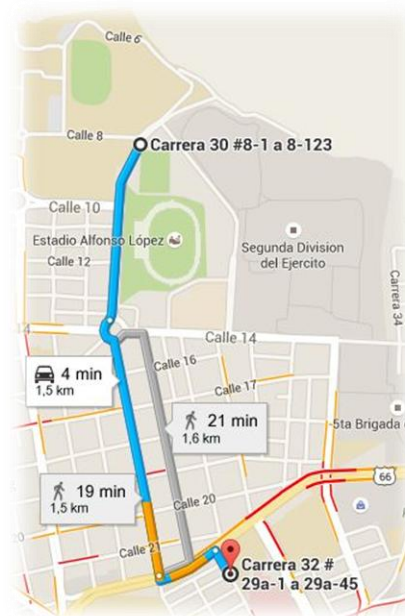 Calle 6
Calle 8
Carrera 30 #8-1 a 8-123
Calle 10
Estadio Alfonso López
Segunda Division
del Ejercito
Calle 12
Carrera 34
14
Calle 14
Calle 16
4 min
1,5 km
Calle 17
21 min
1,6 km
5ta Brigada
66
19 min
1,5 km
Calle 20
Calle 21
Carrera 32 #
29a-1 a 29a-45